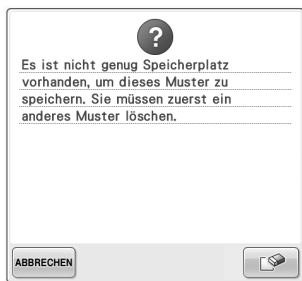 ?
Es ist nicht genug Speicherplatz
vorhanden, um dieses Muster zu
speichern. Sie müssen zuerst ein
anderes Muster löschen.
ABBRECHEN